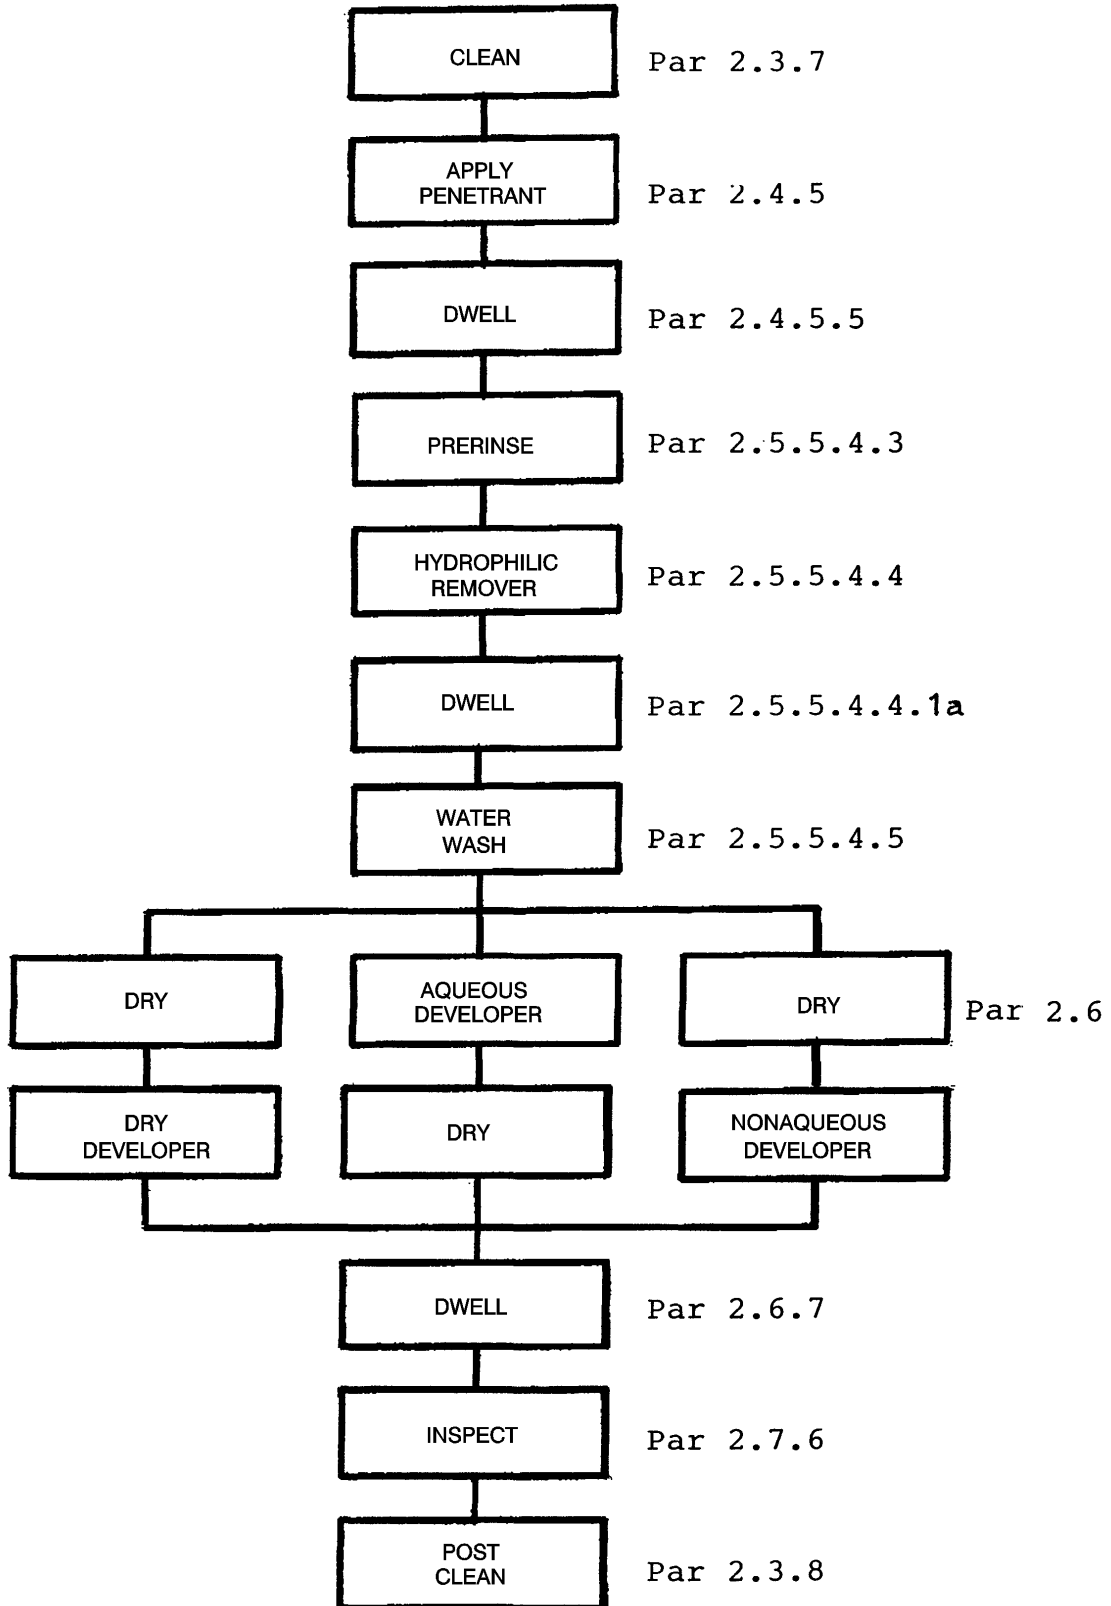 CLEAN
Par 2.3.7
APPLY
PENETRANT
Par 2.4.5
DWELL
Par 2.4.5.5
PRERINSE
Par 2.5.5.4.3
HYDROPHILIC
REMOVER
Par 2.5.5.4.4
DWELL
Par 2.5.5.4.4.1a
WATER
WASH
Par 2.5.5.4.5
DRY
AQUEOUS
DEVELOPER
DRY
Par 2.6
DRY
DEVELOPER
DRY
NONAQUEOUS
DEVELOPER
DWELL
Par 2.6.7
INSPECT
Par 2.7.6
POST
CLEAN
Par 2.3.8